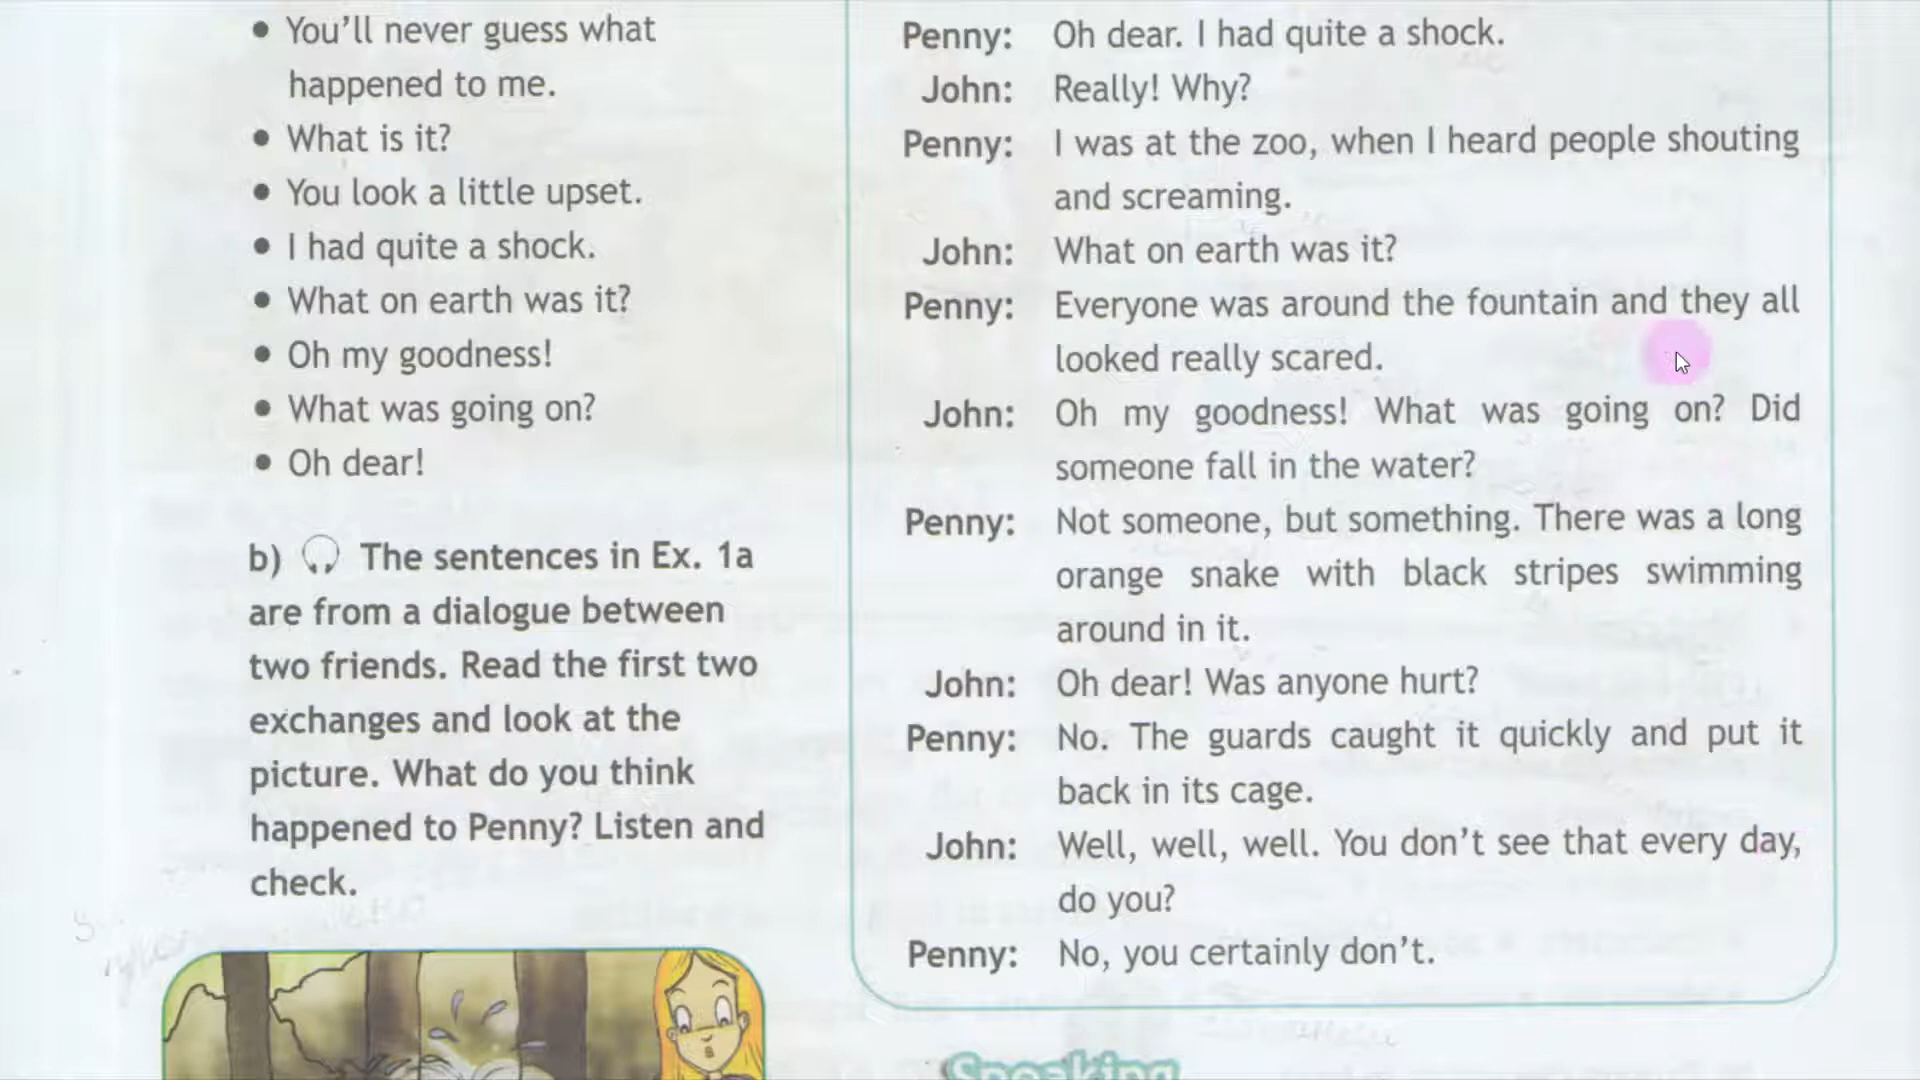 • You'll never guess what
happened to me.
• What is it?
• You look a little upset.
• I had quite a shock.
• What on earth was it?
• Oh my goodness!
• What was going on?
• Oh dear!
b) The sentences in Ex. 1a
are from a dialogue between
two friends. Read the first two
exchanges and look at the
picture. What do you think
happened to Penny? Listen and
check.
Penny: Oh dear. I had quite a shock.
John: Really! Why?
Penny: I was at the zoo, when I heard people shouting
and screaming.
John: What on earth was it?
Penny: Everyone was around the fountain and they all
looked really scared.
John: Oh my goodness! What was going on? Did
someone fall in the water?
Penny: Not someone, but something. There was a long
orange snake with black stripes swimming
around in it.
John: Oh dear! Was anyone hurt?
Penny: No. The guards caught it quickly and put it
back in its cage.
John: Well, well, well. You don't see that every day,
do you?
Penny: No, you certainly don't.
Speaking